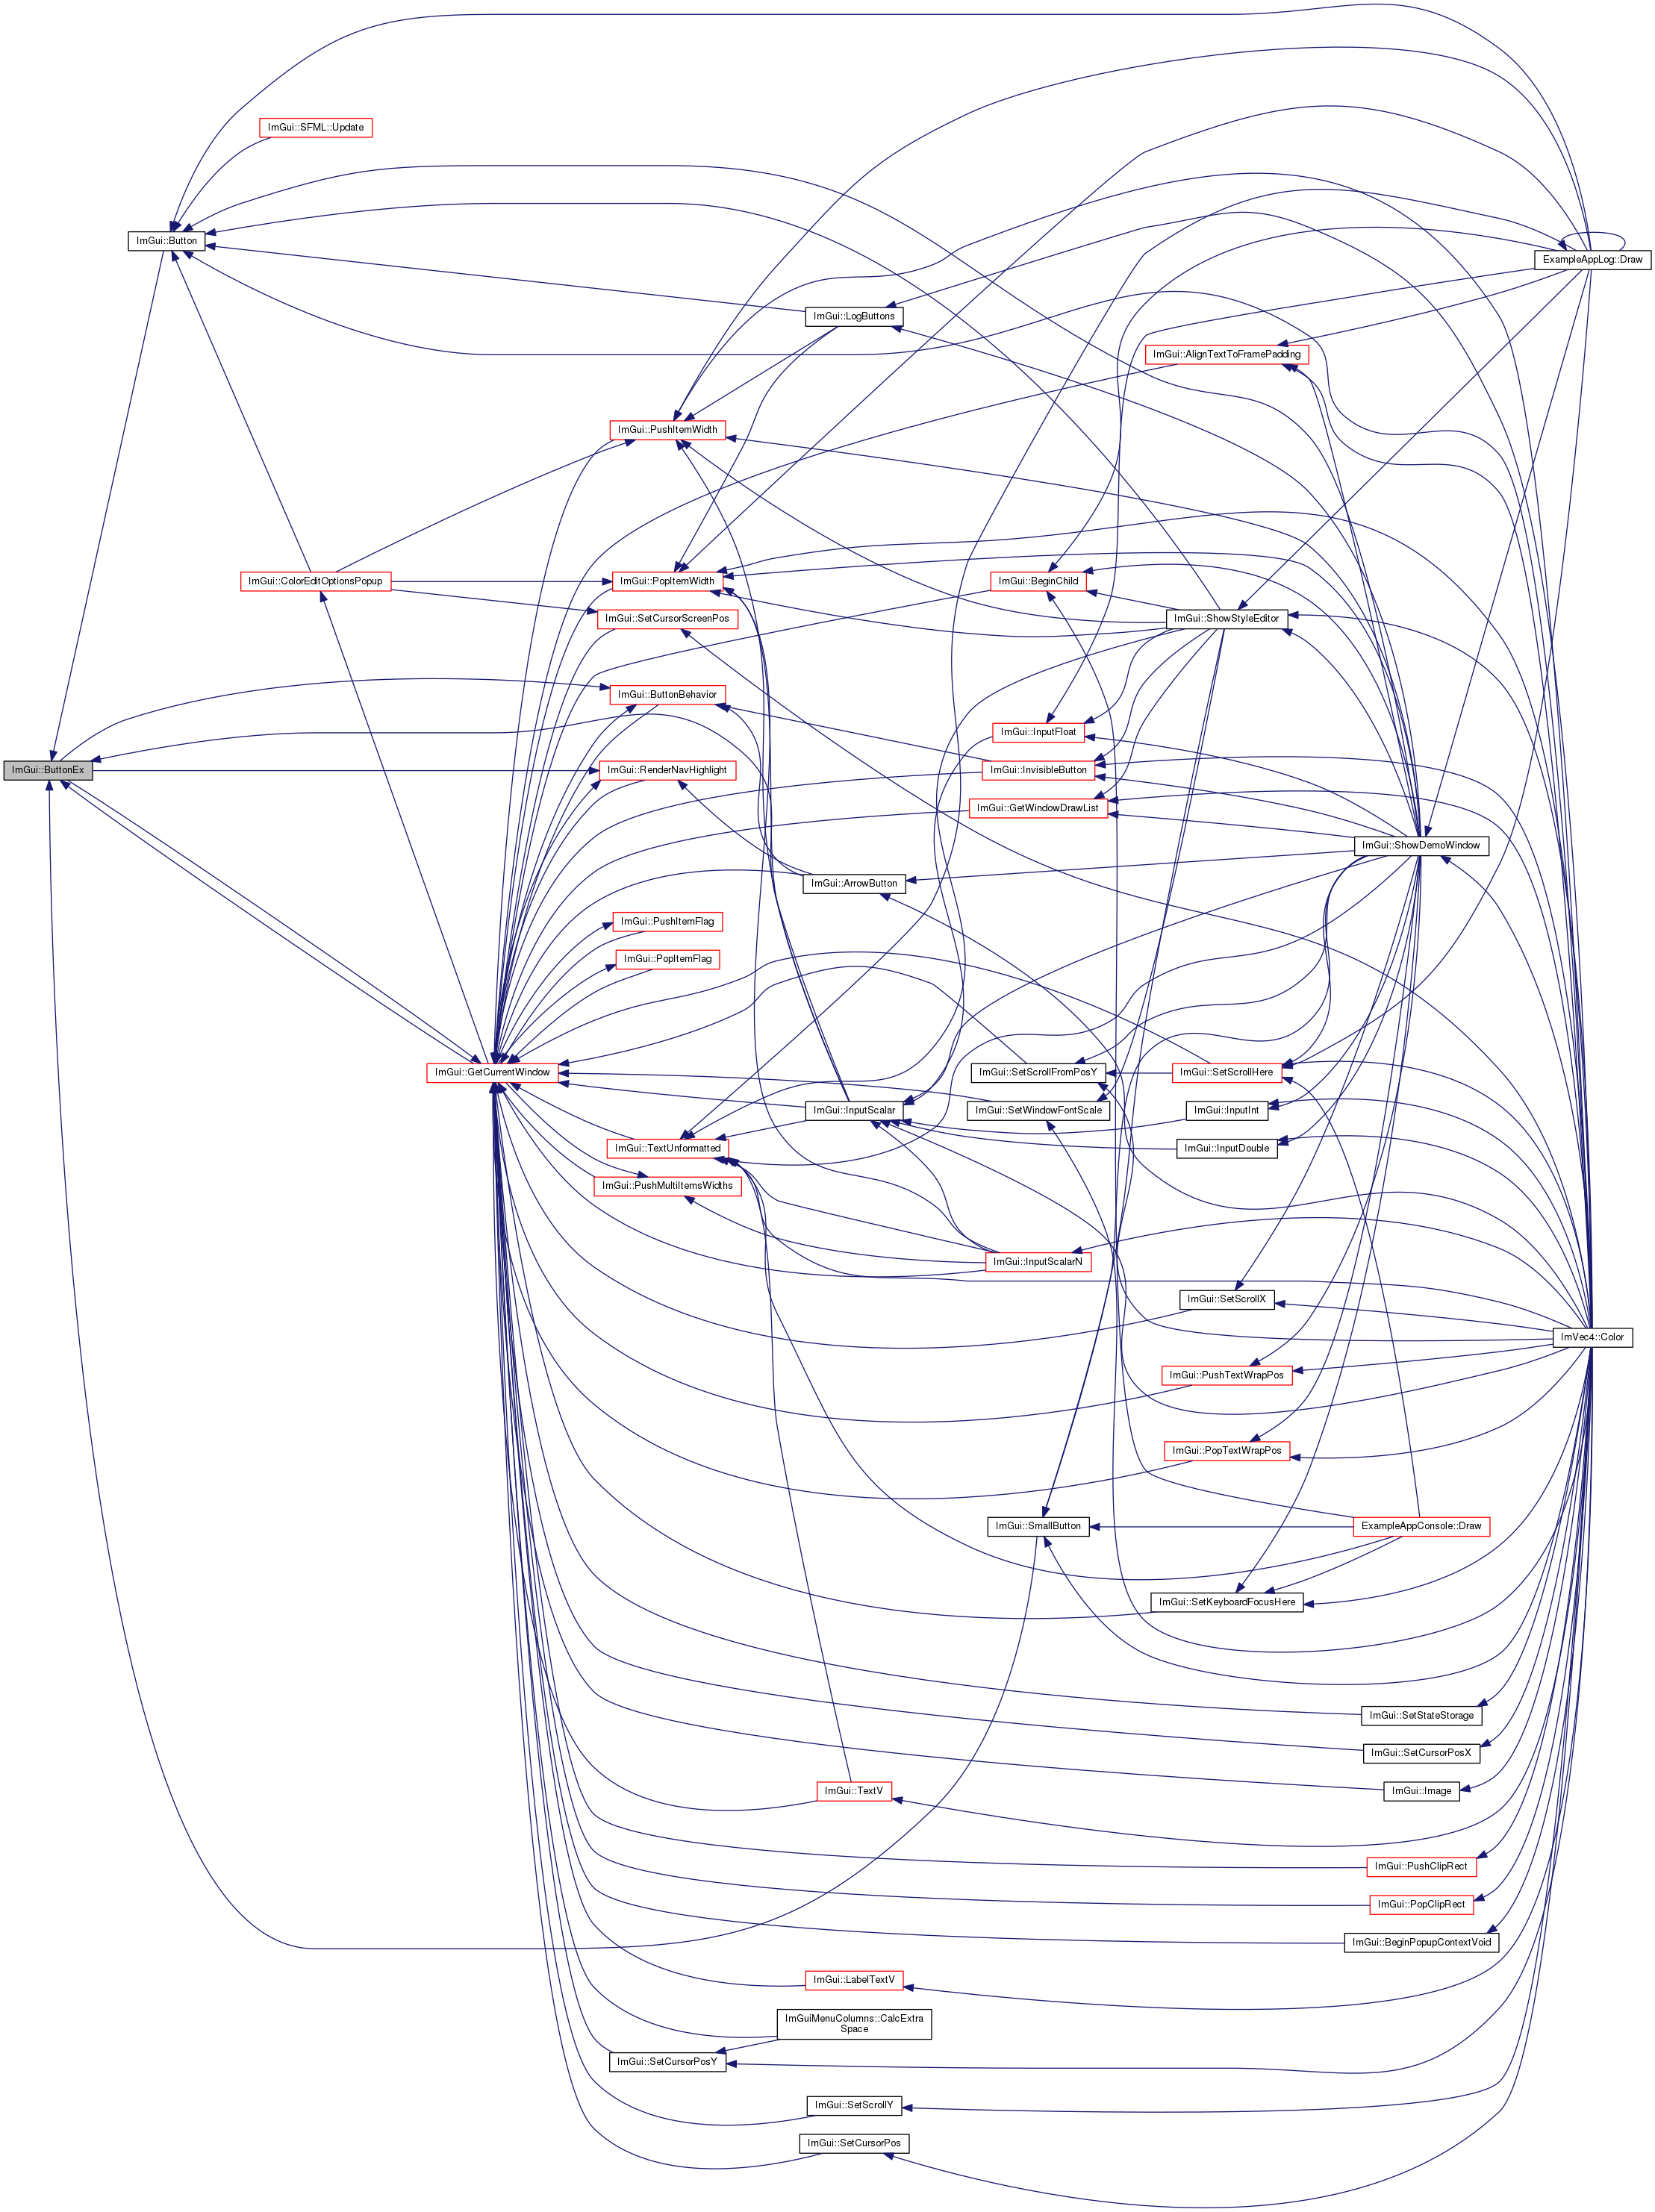 ImGui::SFML::Update
ImGui::Button
ExampleAppLog::Draw
ImGui::LogButtons
ImGui::AlignTextToFramePadding
ImGui::PushItemWidth
ImGui::ColorEditOptionsPopup
ImGui::PopItemWidth
ImGui::BeginChild
ImGui::SetCursorScreenPos
ImGui::ShowStyleEditor
ImGui::ButtonBehavior
ImGui::InputFloat
ImGui::ButtonEx
ImGui::RenderNavHighlight
ImGui::InvisibleButton
ImGui::GetWindowDrawList
ImGui::ShowDemoWindow
ImGui::ArrowButton
ImGui::PushItemFlag
ImGui::PopItemFlag
ImGui::GetCurrentWindow
ImGui::SetScrollFromPosY
ImGui::SetScrollHere
ImGui::InputScalar
ImGui::SetWindowFontScale
ImGui::InputInt
ImGui::TextUnformatted
ImGui::InputDouble
ImGui::PushMultiItemsWidths
ImGui::InputScalarN
ImGui::SetScrollX
ImVec4::Color
ImGui::PushTextWrapPos
ImGui::PopTextWrapPos
ImGui::SmallButton
ExampleAppConsole::Draw
ImGui::SetKeyboardFocusHere
ImGui::SetStateStorage
ImGui::SetCursorPosX
ImGui::TextV
ImGui::Image
ImGui::PushClipRect
ImGui::PopClipRect
ImGui::BeginPopupContextVoid
ImGui::LabelTextV
ImGuiMenuColumns::CalcExtra
Space
ImGui::SetCursorPosY
ImGui::SetScrollY
ImGui::SetCursorPos